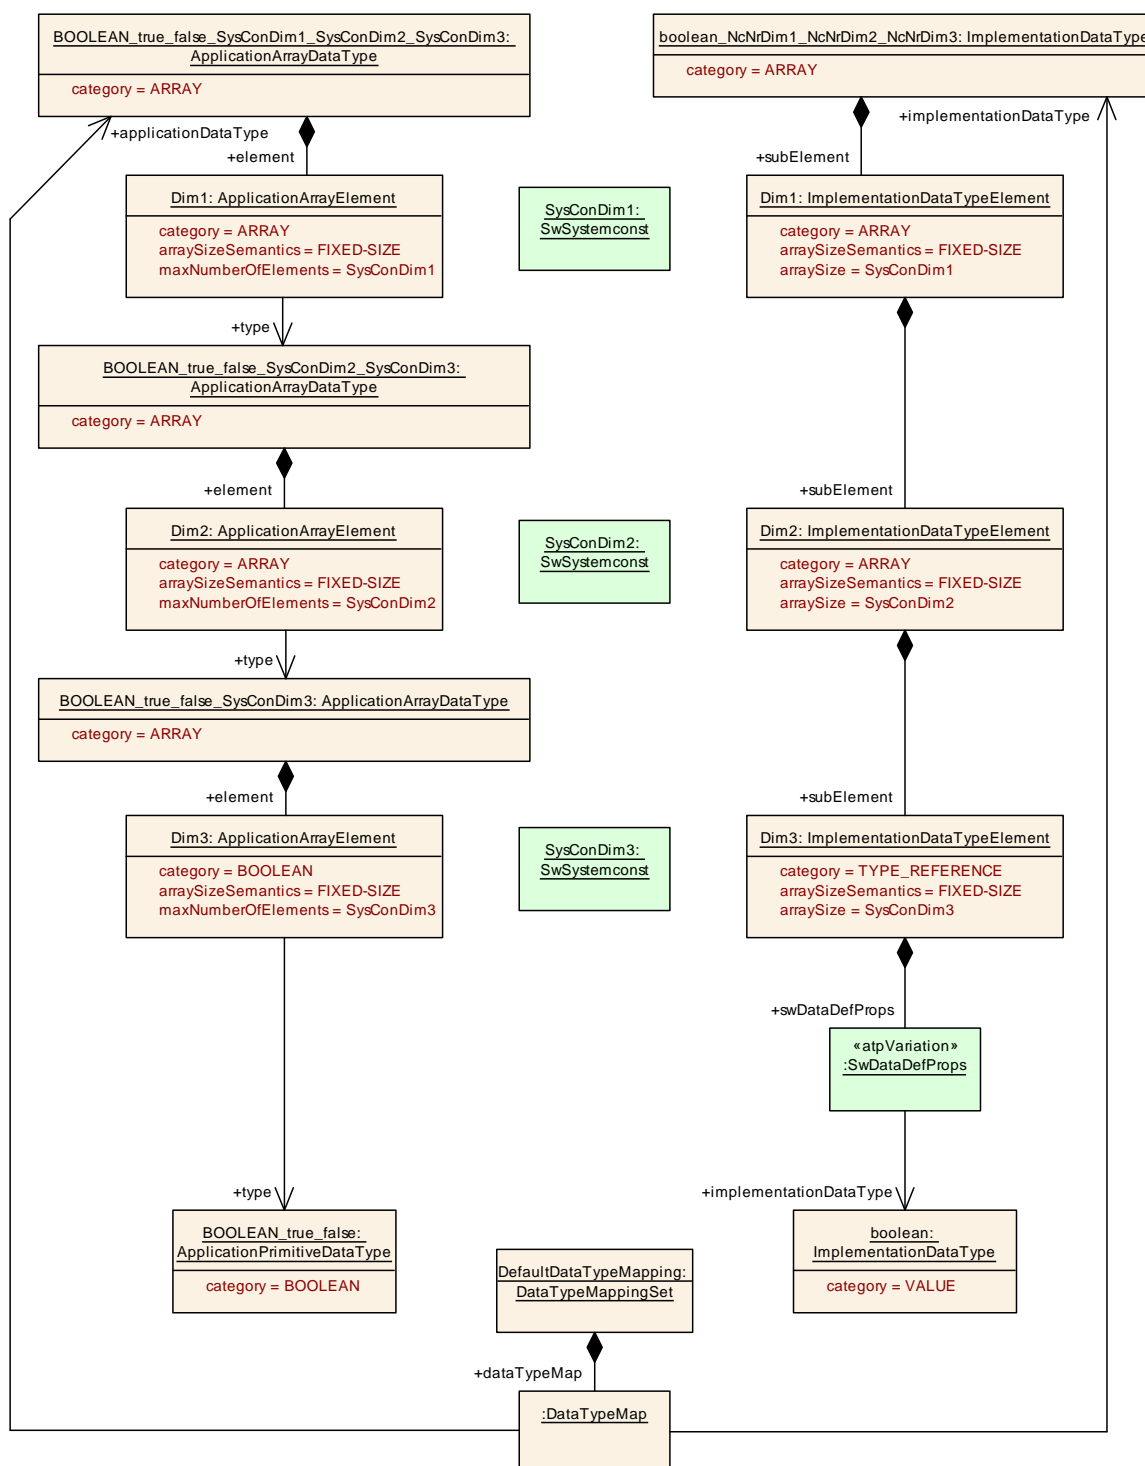 BOOLEAN_true_false_SysConDim1_SysConDim2_SysConDim3:
ApplicationArrayDataType
category = ARRAY
boolean_NcNrDim1_NcNrDim2_NcNrDim3: ImplementationDataType
category = ARRAY
+applicationDataType
+element
+implementationDataType
+subElement
Dim1: ApplicationArrayElement
category = ARRAY
arraySizeSemantics = FIXED-SIZE
maxNumberOfElements = SysConDim1
SysConDim1:
SwSystemconst
Dim1: ImplementationDataTypeElement
category = ARRAY
arraySizeSemantics = FIXED-SIZE
arraySize = SysConDim1
+type
BOOLEAN_true_false_SysConDim2_SysConDim3:
ApplicationArrayDataType
category = ARRAY
+element
+subElement
Dim2: ApplicationArrayElement
category = ARRAY
arraySizeSemantics = FIXED-SIZE
maxNumberOfElements = SysConDim2
SysConDim2:
SwSystemconst
Dim2: ImplementationDataTypeElement
category = ARRAY
arraySizeSemantics = FIXED-SIZE
arraySize = SysConDim2
+type
BOOLEAN_true_false_SysConDim3: ApplicationArrayDataType
category = ARRAY
+element
+subElement
Dim3: ApplicationArrayElement
category = BOOLEAN
arraySizeSemantics = FIXED-SIZE
maxNumberOfElements = SysConDim3
SysConDim3:
SwSystemconst
Dim3: ImplementationDataTypeElement
category = TYPE_REFERENCE
arraySizeSemantics = FIXED-SIZE
arraySize = SysConDim3
+swDataDefProps
«atpVariation»
:SwDataDefProps
+type
+implementationDataType
BOOLEAN_true_false:
ApplicationPrimitiveDataType
category = BOOLEAN
boolean:
ImplementationDataType
category = VALUE
DefaultDataTypeMapping:
DataTypeMappingSet
+dataTypeMap
:DataTypeMap